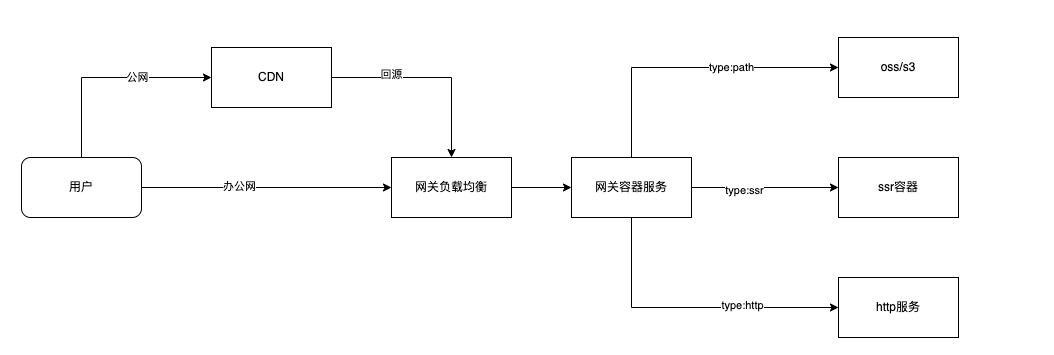 公网
CDN
回源
type:path
oss/s3
用户
办公网
网关负载均衡
网关容器服务
type:ssr
ssr容器
type:http
http服务